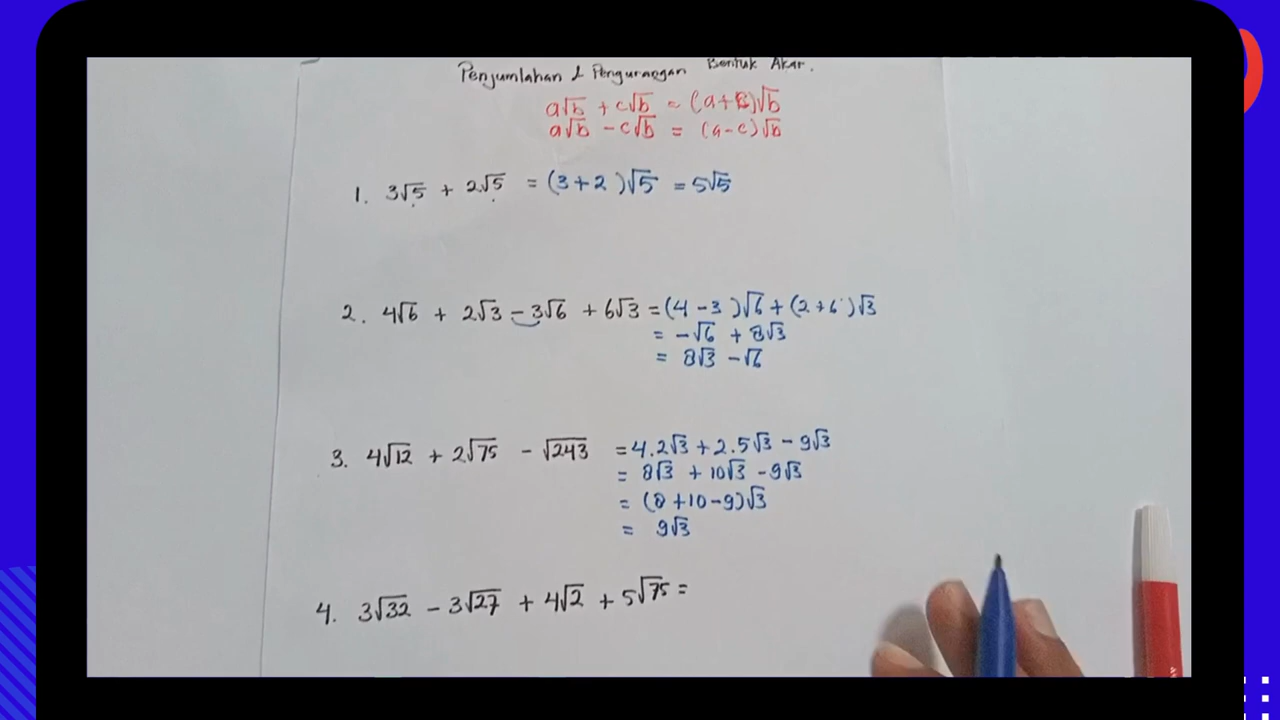 Penjumlahan & Pengurangan Bentuk Akar.
a√b + c√b = (a+c)√b
a√b - c√b = (a-c)√b
1. 3√5 + 2√5 = (3+2)√5 = 5√5
2. 4√6 + 2√3 - 3√6 + 6√3 = (4-3)√6 + (2+6)√3
= -√6 + 8√3
= 8√3 - √6
3. 4√12 + 2√75 - √243 = 4.2√3 + 2.5√3 - 9√3
= 8√3 + 10√3 - 9√3
= (8+10-9)√3
= 9√3
4. 3√32 - 3√27 + 4√2 + 5√75 =